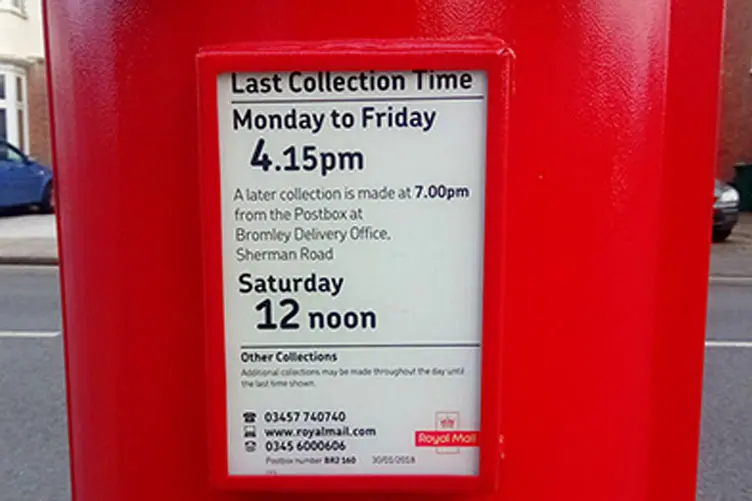 Last Collection Time
Monday to Friday
4.15pm
A later collection is made at 7.00pm
from the Postbox at
Bromley Delivery Office,
Sherman Road
Saturday
12 noon
Other Collections
Additional collections may be made throughout the day until
the last time shown.
03457 740740
www.royalmail.com
0345 6000606
Royal Mail
Postbox number BR2 160 30/01/2018